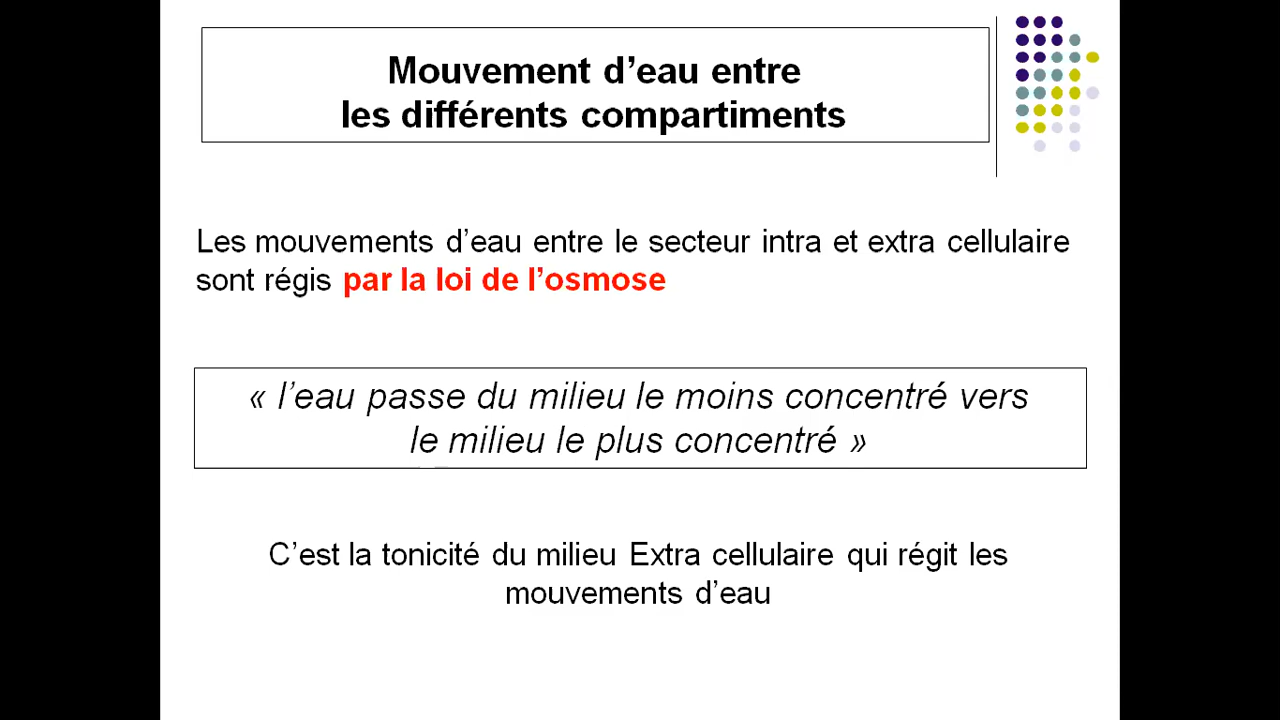 Mouvement d’eau entre
les différents compartiments
Les mouvements d’eau entre le secteur intra et extra cellulaire
sont régis par la loi de l’osmose
« l’eau passe du milieu le moins concentré vers
le milieu le plus concentré »
C’est la tonicité du milieu Extra cellulaire qui régit les
mouvements d’eau